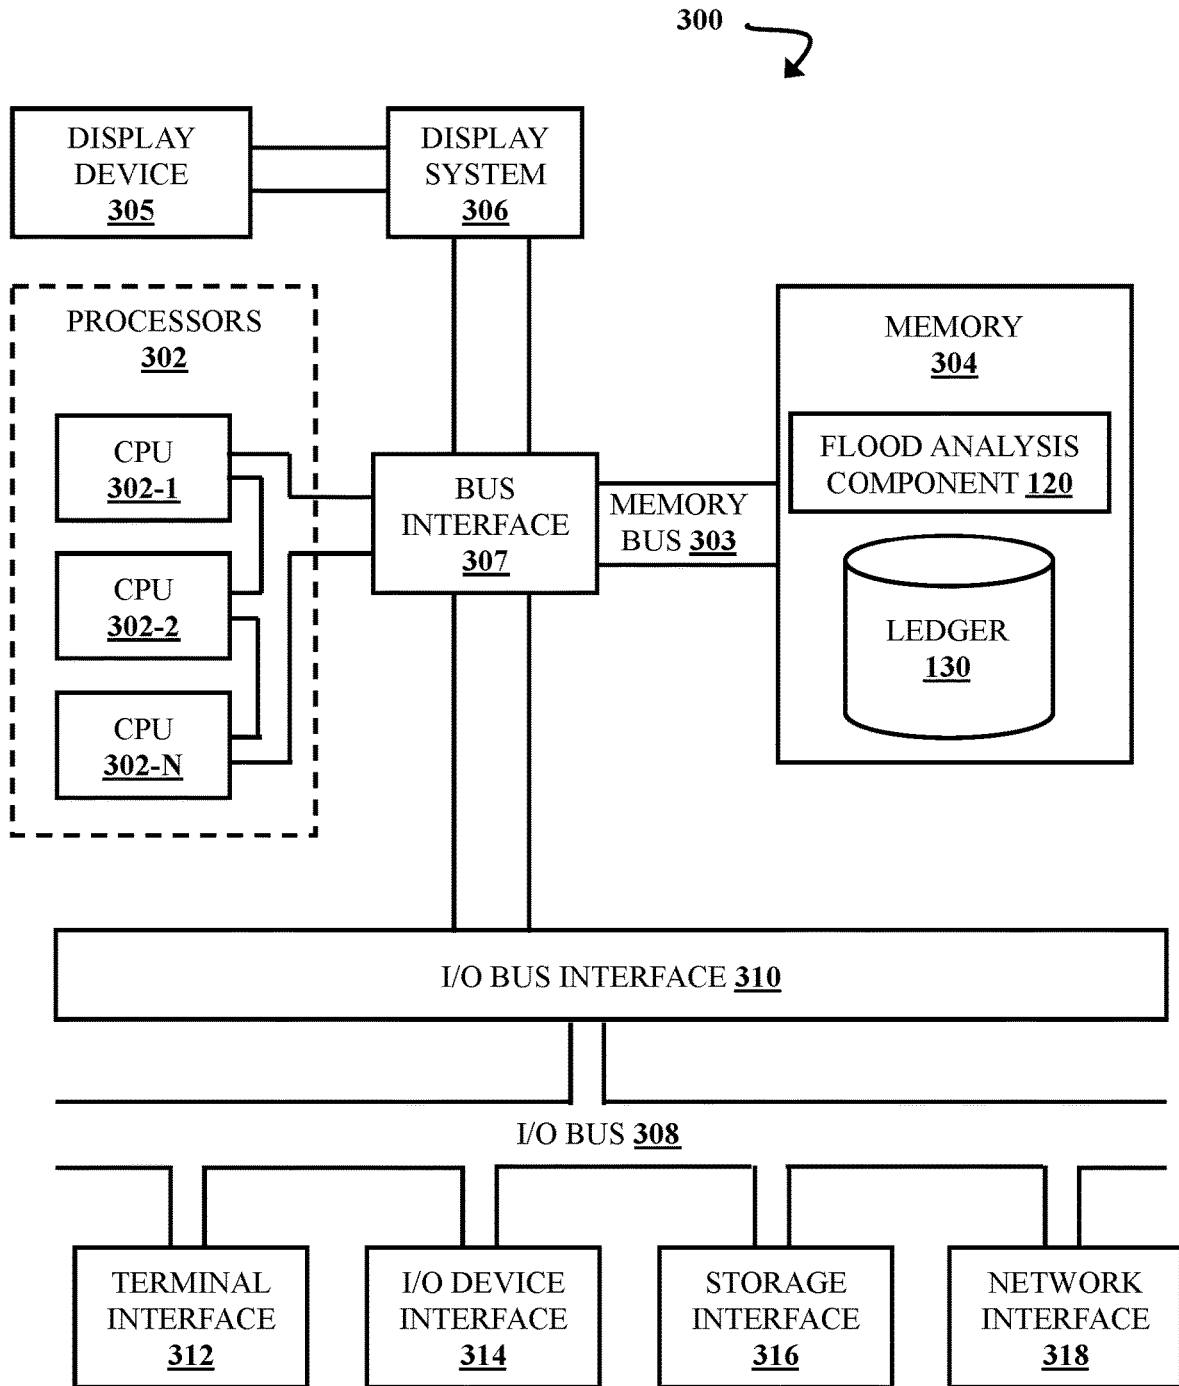 300
DISPLAY
DEVICE
305
DISPLAY
SYSTEM
306
PROCESSORS
302
CPU
302-1
CPU
302-2
CPU
302-N
BUS
INTERFACE
307
MEMORY
BUS 303
MEMORY
304
FLOOD ANALYSIS
COMPONENT 120
LEDGER
130
I/O BUS INTERFACE 310
I/O BUS 308
TERMINAL
INTERFACE
312
I/O DEVICE
INTERFACE
314
STORAGE
INTERFACE
316
NETWORK
INTERFACE
318